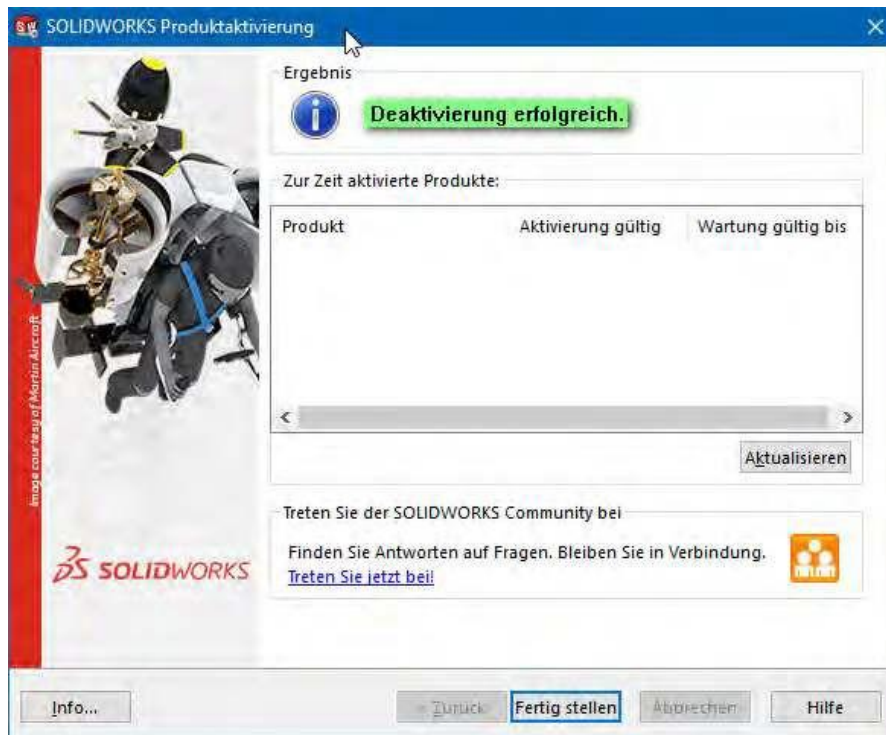 SOLIDWORKS Produktaktivierung
Ergebnis
Deaktivierung erfolgreich.
Zur Zeit aktivierte Produkte:
Produkt Aktivierung gültig Wartung gültig bis
Aktualisieren
Image courtesy of Martin Aircraft
Treten Sie der SOLIDWORKS Community bei
Finden Sie Antworten auf Fragen. Bleiben Sie in Verbindung.
Treten Sie jetzt bei!
SOLIDWORKS
Info... < Zurück Fertig stellen Abbrechen Hilfe